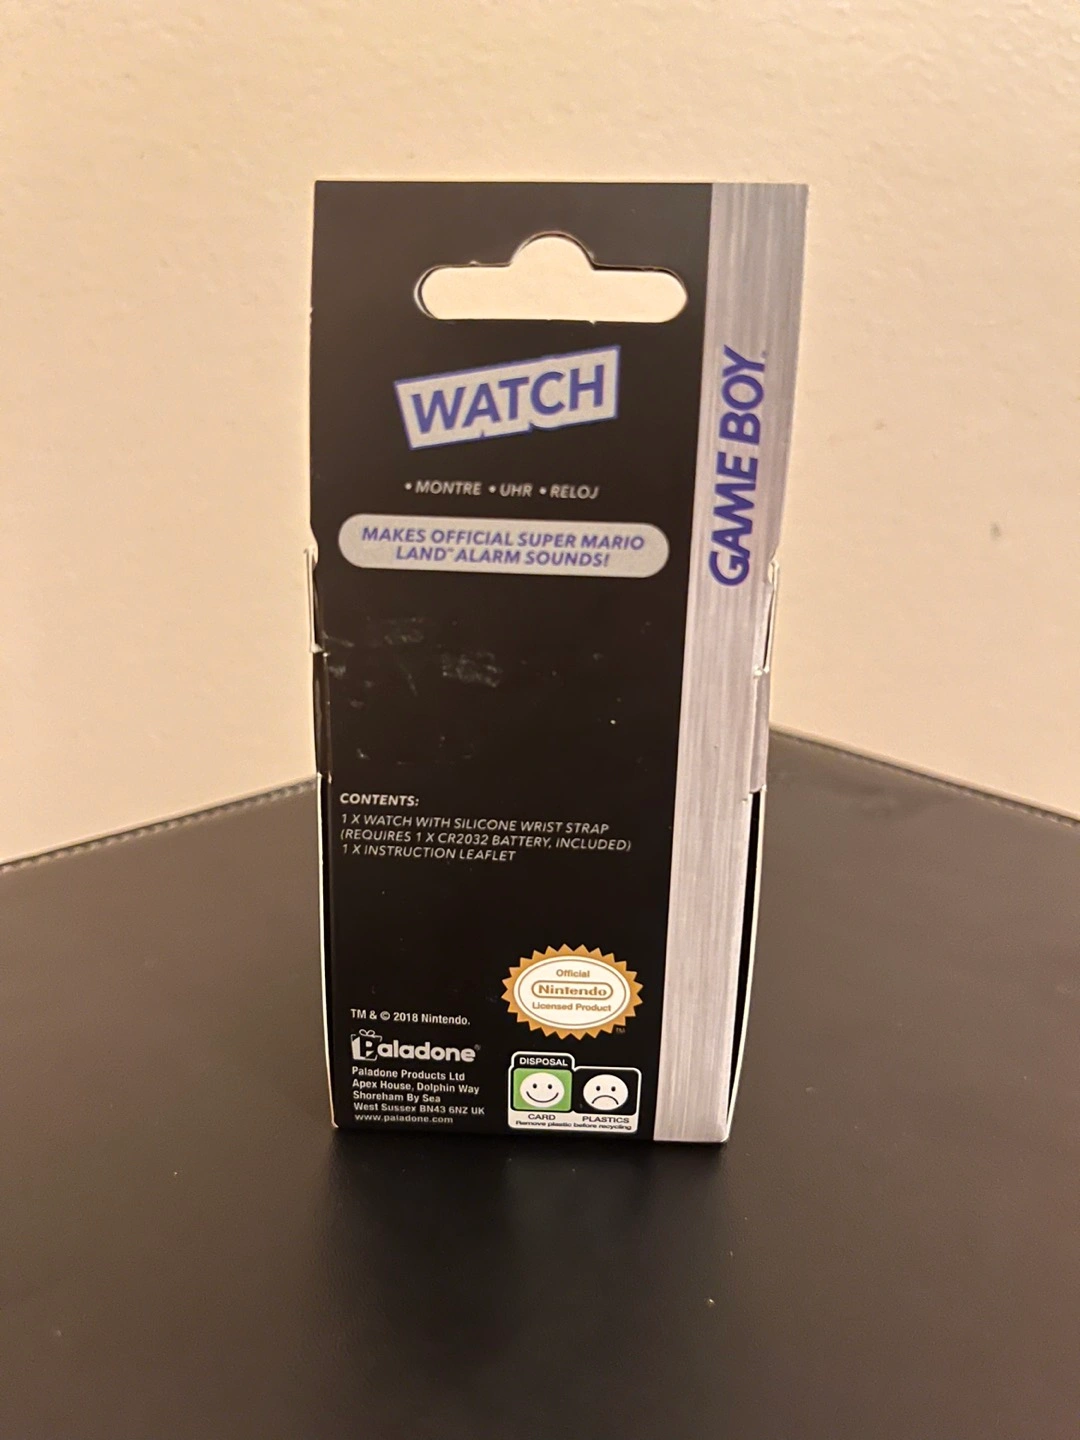 WATCH
• MONTRE • UHR • RELOJ
MAKES OFFICIAL SUPER MARIO
LAND™ ALARM SOUNDS!
GAME BOY™
CONTENTS:
1 X WATCH WITH SILICONE WRIST STRAP
(REQUIRES 1 X CR2032 BATTERY, INCLUDED)
1 X INSTRUCTION LEAFLET
Official
Nintendo
Licensed Product
TM
TM & © 2018 Nintendo.
Paladone®
Paladone Products Ltd
Apex House, Dolphin Way
Shoreham By Sea
West Sussex BN43 6NZ UK
www.paladone.com
DISPOSAL
CARD PLASTICS
Remove plastic before recycling